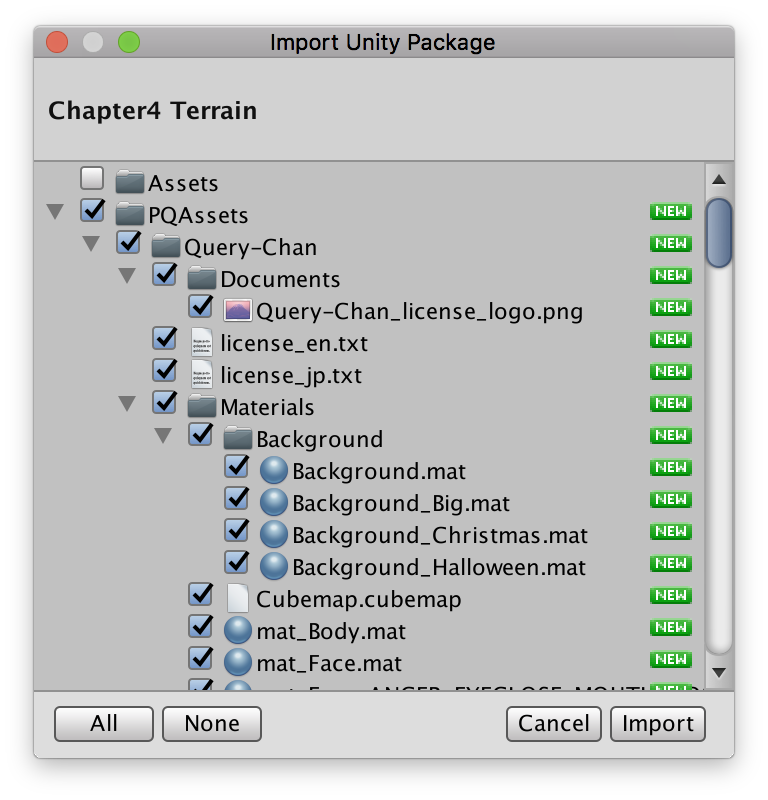 Import Unity Package
Chapter4 Terrain
Assets
PQAssets NEW
Query-Chan NEW
Documents NEW
Query-Chan_license_logo.png NEW
license_en.txt NEW
license_jp.txt NEW
Materials NEW
Background NEW
Background.mat NEW
Background_Big.mat NEW
Background_Christmas.mat NEW
Background_Halloween.mat NEW
Cubemap.cubemap NEW
mat_Body.mat NEW
mat_Face.mat NEW
All None Cancel Import